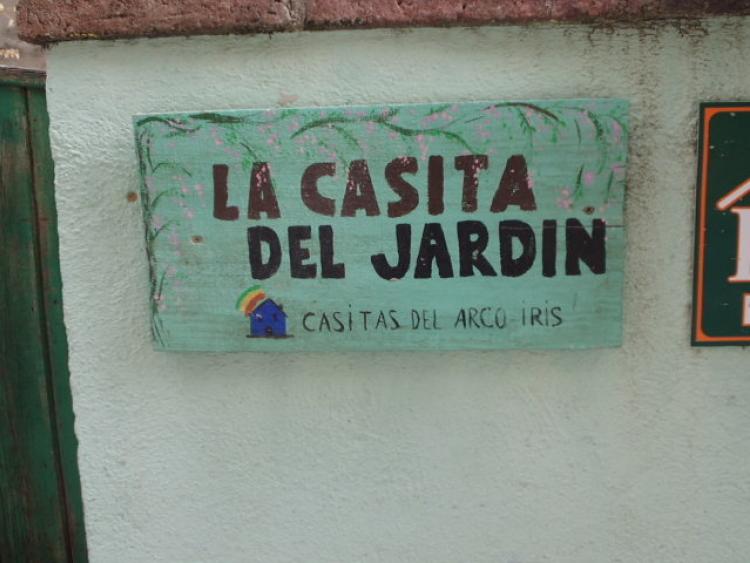 LA CASITA
DEL JARDIN
CASITAS DEL ARCO-IRIS